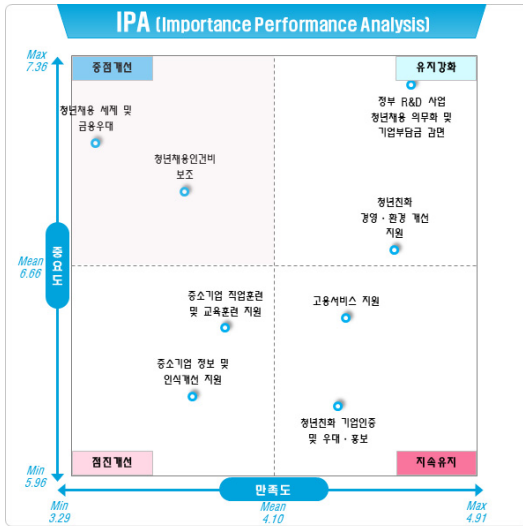 IPA (Importance Performance Analysis)
Max
7.36
중점개선
유지강화
청년채용 세제 및
금융우대
정부 R&D 사업
청년채용 의무화 및
기업부담금 감면
청년채용인건비
보조
청년친화
경영·환경 개선
지원
중요도
Mean
6.66
중소기업 직업훈련
및 교육훈련 지원
고용서비스 지원
중소기업 정보 및
인식개선 지원
청년친화 기업인증
및 우대·홍보
점진개선
지속유지
Min
5.96
만족도
Min
3.29
Mean
4.10
Max
4.91